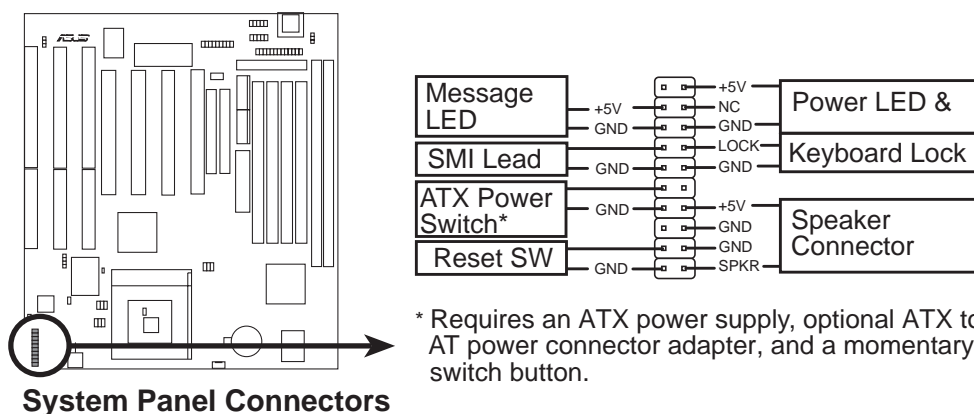 ASUS
Message
LED
SMI Lead
ATX Power
Switch*
Reset SW
+5V
GND
GND
GND
GND
+5V
NC
GND
LOCK
GND
+5V
GND
GND
SPKR
Power LED &
Keyboard Lock
Speaker
Connector
* Requires an ATX power supply, optional ATX to
AT power connector adapter, and a momentary
switch button.
System Panel Connectors